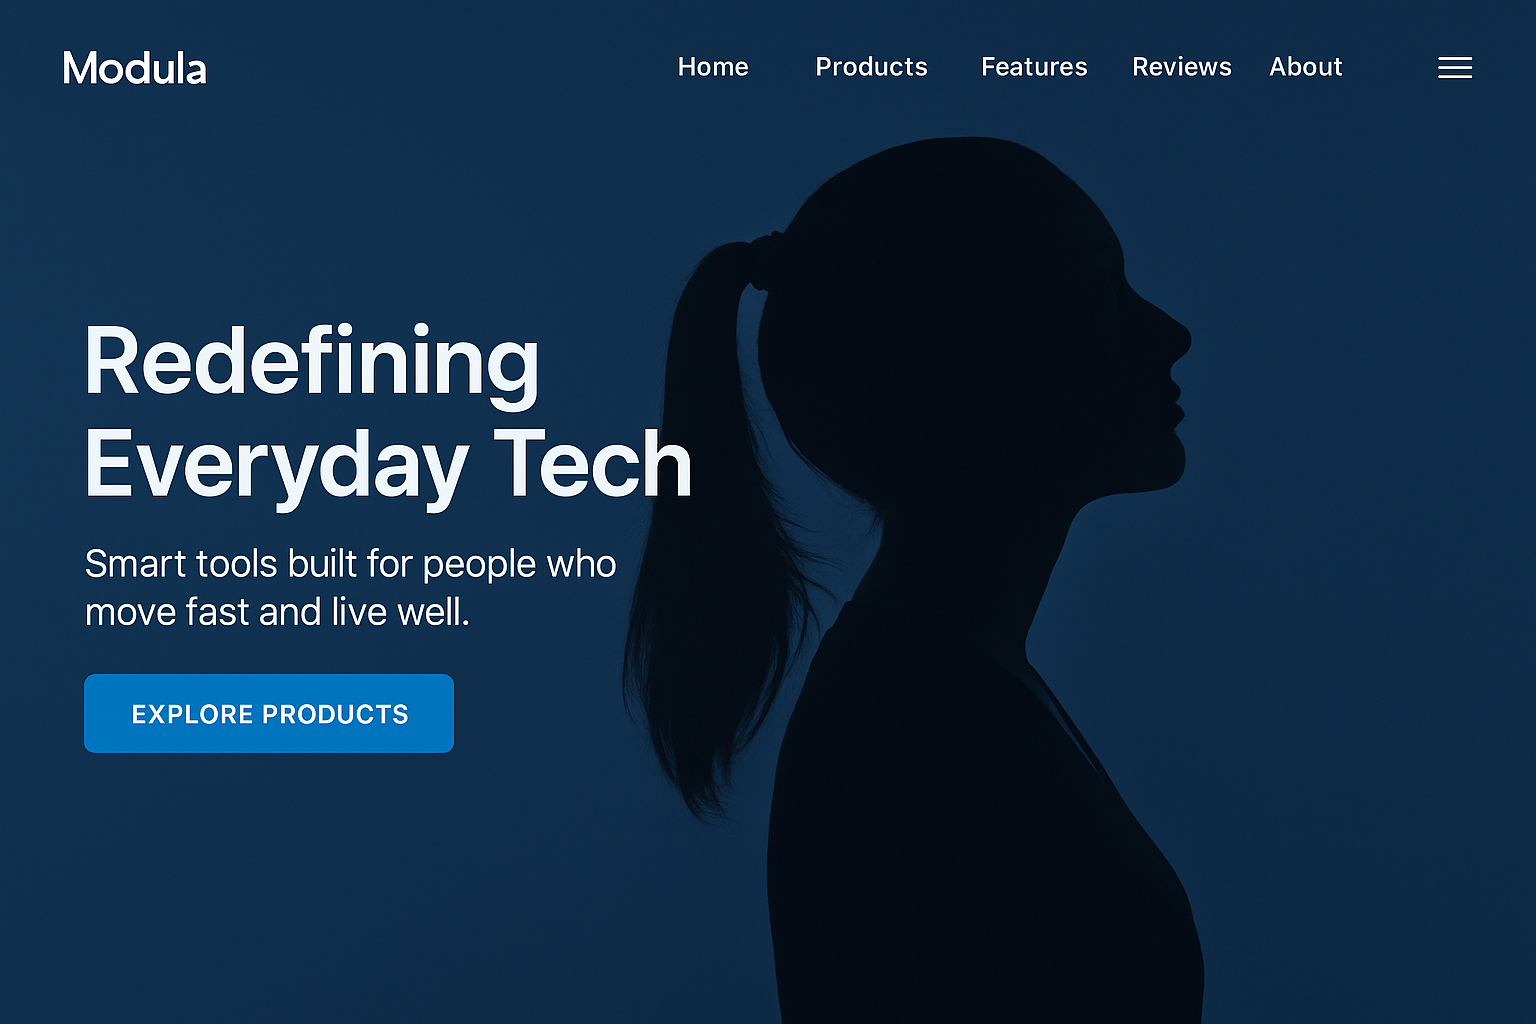 Modula
Home Products Features Reviews About
Redefining
Everyday Tech
Smart tools built for people who
move fast and live well.
EXPLORE PRODUCTS